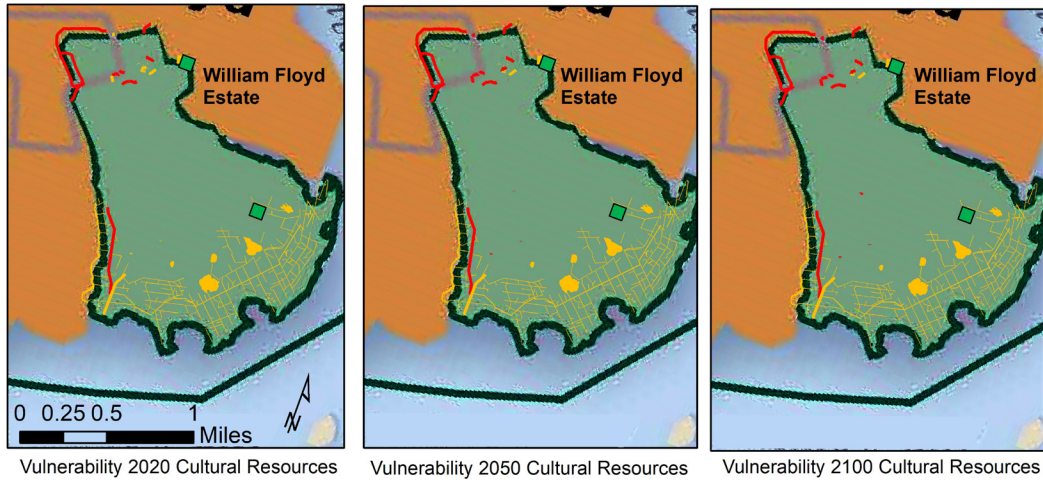 William Floyd
Estate
William Floyd
Estate
William Floyd
Estate
N
0 0.25 0.5 1
Miles
Vulnerability 2020 Cultural Resources
Vulnerability 2050 Cultural Resources
Vulnerability 2100 Cultural Resources